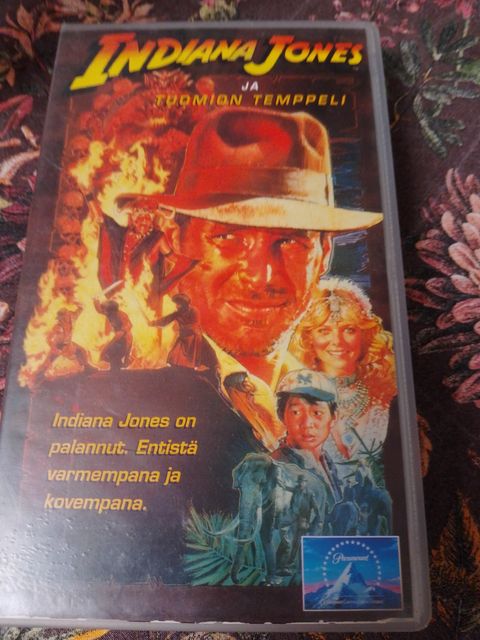 INDIANA JONES
JA
TUOMION TEMPPELI
Indiana Jones on
palannut. Entistä
varmempana ja
kovempana.
Paramount